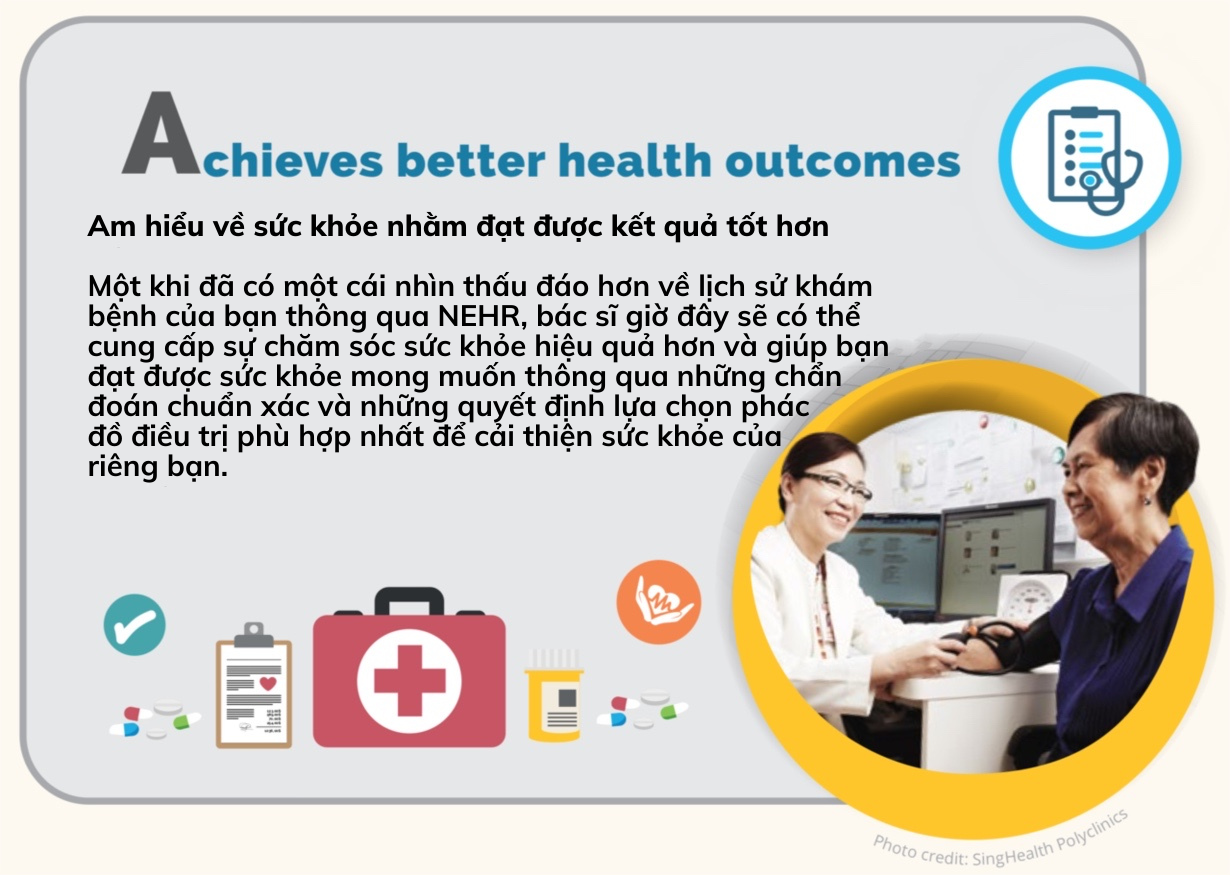 Achieves better health outcomes
Am hiểu về sức khỏe nhằm đạt được kết quả tốt hơn
Một khi đã có một cái nhìn thấu đáo hơn về lịch sử khám
bệnh của bạn thông qua NEHR, bác sĩ giờ đây sẽ có thể
cung cấp sự chăm sóc sức khỏe hiệu quả hơn và giúp bạn
đạt được sức khỏe mong muốn thông qua những chẩn
đoán chuẩn xác và những quyết định lựa chọn phác
đồ điều trị phù hợp nhất để cải thiện sức khỏe của
riêng bạn.
Photo credit: SingHealth Polyclinics